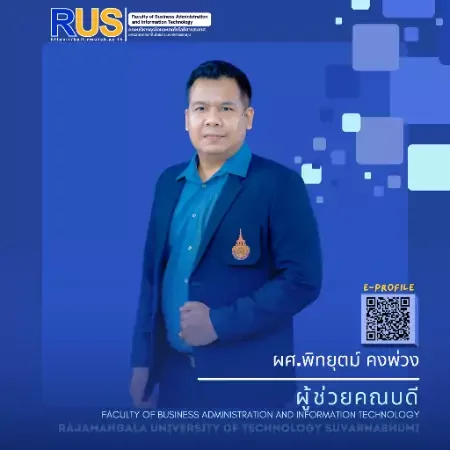 RUS
Faculty of Business Administration
and Information Technology
E-PROFILE
ผศ.พิทยุตม์ คงพ่วง
ผู้ช่วยคณบดี
FACULTY OF BUSINESS ADMINISTRATION AND INFORMATION TECHNOLOGY
RAJAMANGALA UNIVERSITY OF TECHNOLOGY SUVARNABHUMI